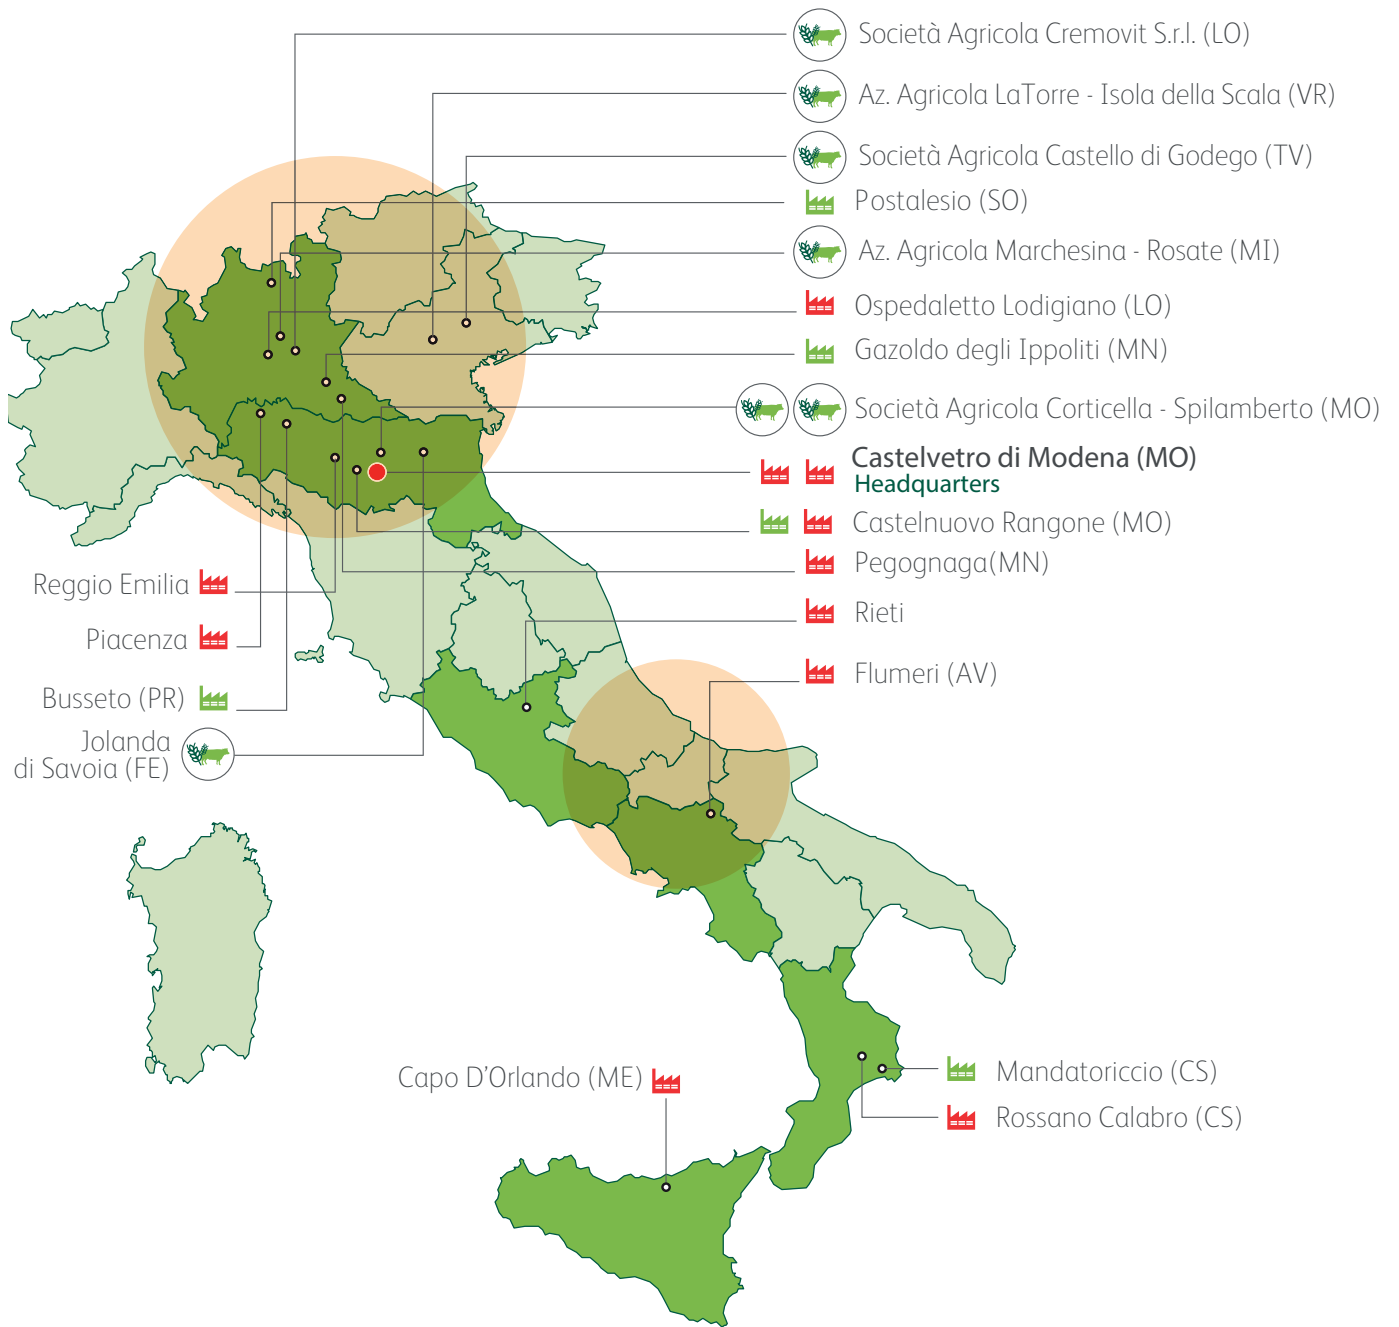 Società Agricola Cremovit S.r.l. (LO)
Az. Agricola LaTorre - Isola della Scala (VR)
Società Agricola Castello di Godego (TV)
Postalesio (SO)
Az. Agricola Marchesina - Rosate (MI)
Ospedaletto Lodigiano (LO)
Gazoldo degli Ippoliti (MN)
Società Agricola Corticella - Spilamberto (MO)
Castelvetro di Modena (MO)
Headquarters
Castelnuovo Rangone (MO)
Pegognaga(MN)
Rieti
Flumeri (AV)
Reggio Emilia
Piacenza
Busseto (PR)
Jolanda
di Savoia (FE)
Capo D'Orlando (ME)
Mandatoriccio (CS)
Rossano Calabro (CS)